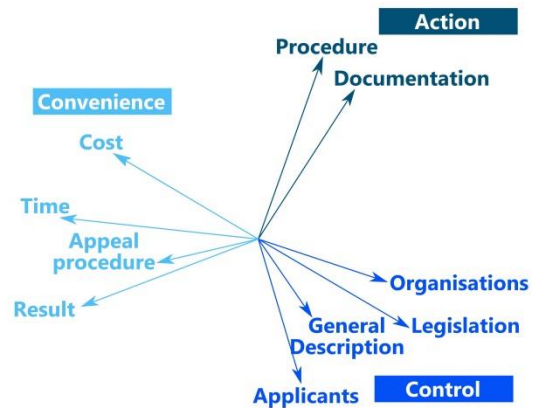 Action
Procedure
Documentation
Convenience
Cost
Time
Appeal
procedure
Result
Organisations
General
Description
Legislation
Applicants
Control